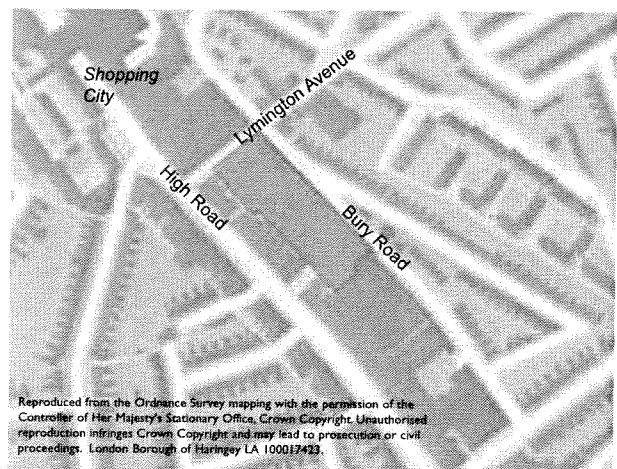 Shopping
City
Lymington Avenue
High Road
Bury Road
Reproduced from the Ordnance Survey mapping with the permission of the
Controller of Her Majesty's Stationary Office, Crown Copyright. Unauthorised
reproduction infringes Crown Copyright and may lead to prosecution or civil
proceedings. London Borough of Haringey LA 100017423.